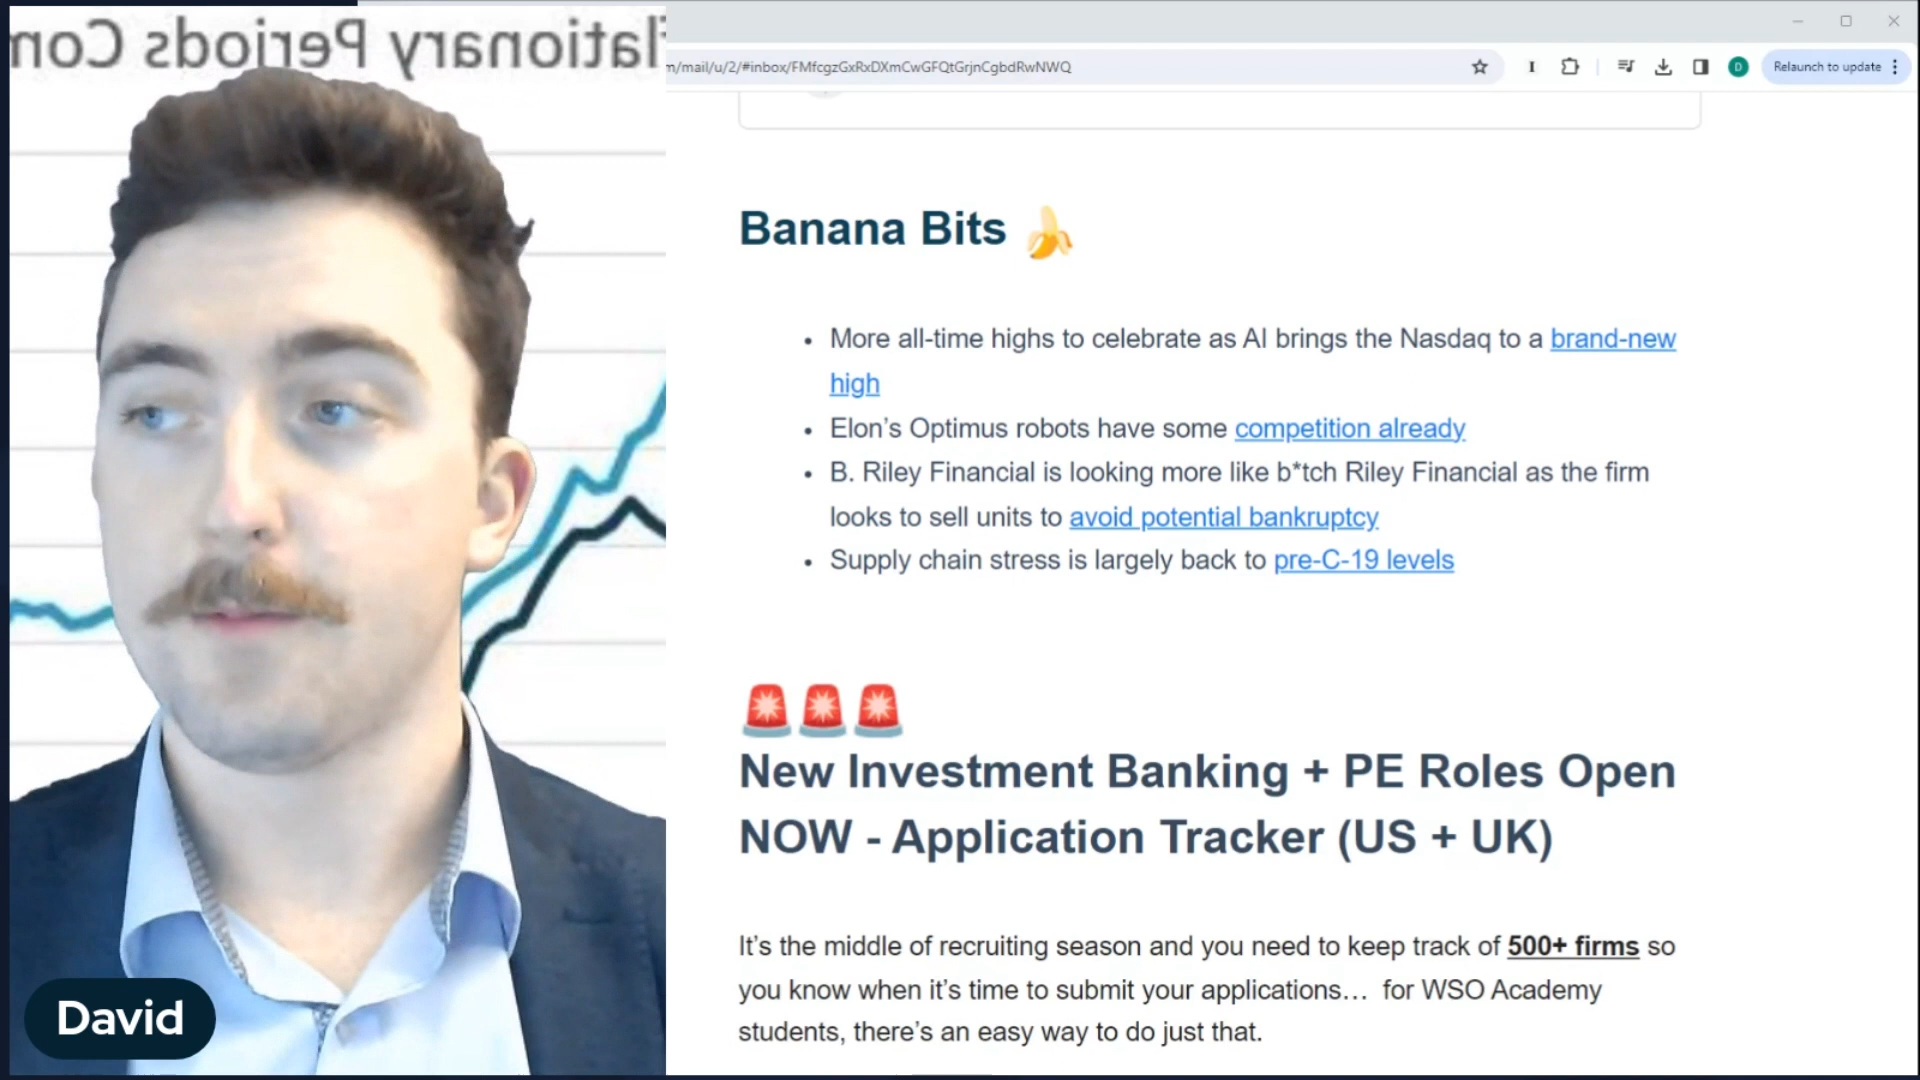 flationary Periods Com
m/mail/u/2/#inbox/FMfcgzGxRxDXmCwGFQtGrjnCgbdRwNWQ
I
D
Relaunch to update
Banana Bits 🍌
• More all-time highs to celebrate as AI brings the Nasdaq to a brand-new
high
• Elon’s Optimus robots have some competition already
• B. Riley Financial is looking more like b*tch Riley Financial as the firm
looks to sell units to avoid potential bankruptcy
• Supply chain stress is largely back to pre-C-19 levels
🚨🚨🚨
New Investment Banking + PE Roles Open
NOW - Application Tracker (US + UK)
It’s the middle of recruiting season and you need to keep track of 500+ firms so
you know when it’s time to submit your applications… for WSO Academy
students, there’s an easy way to do just that.
David